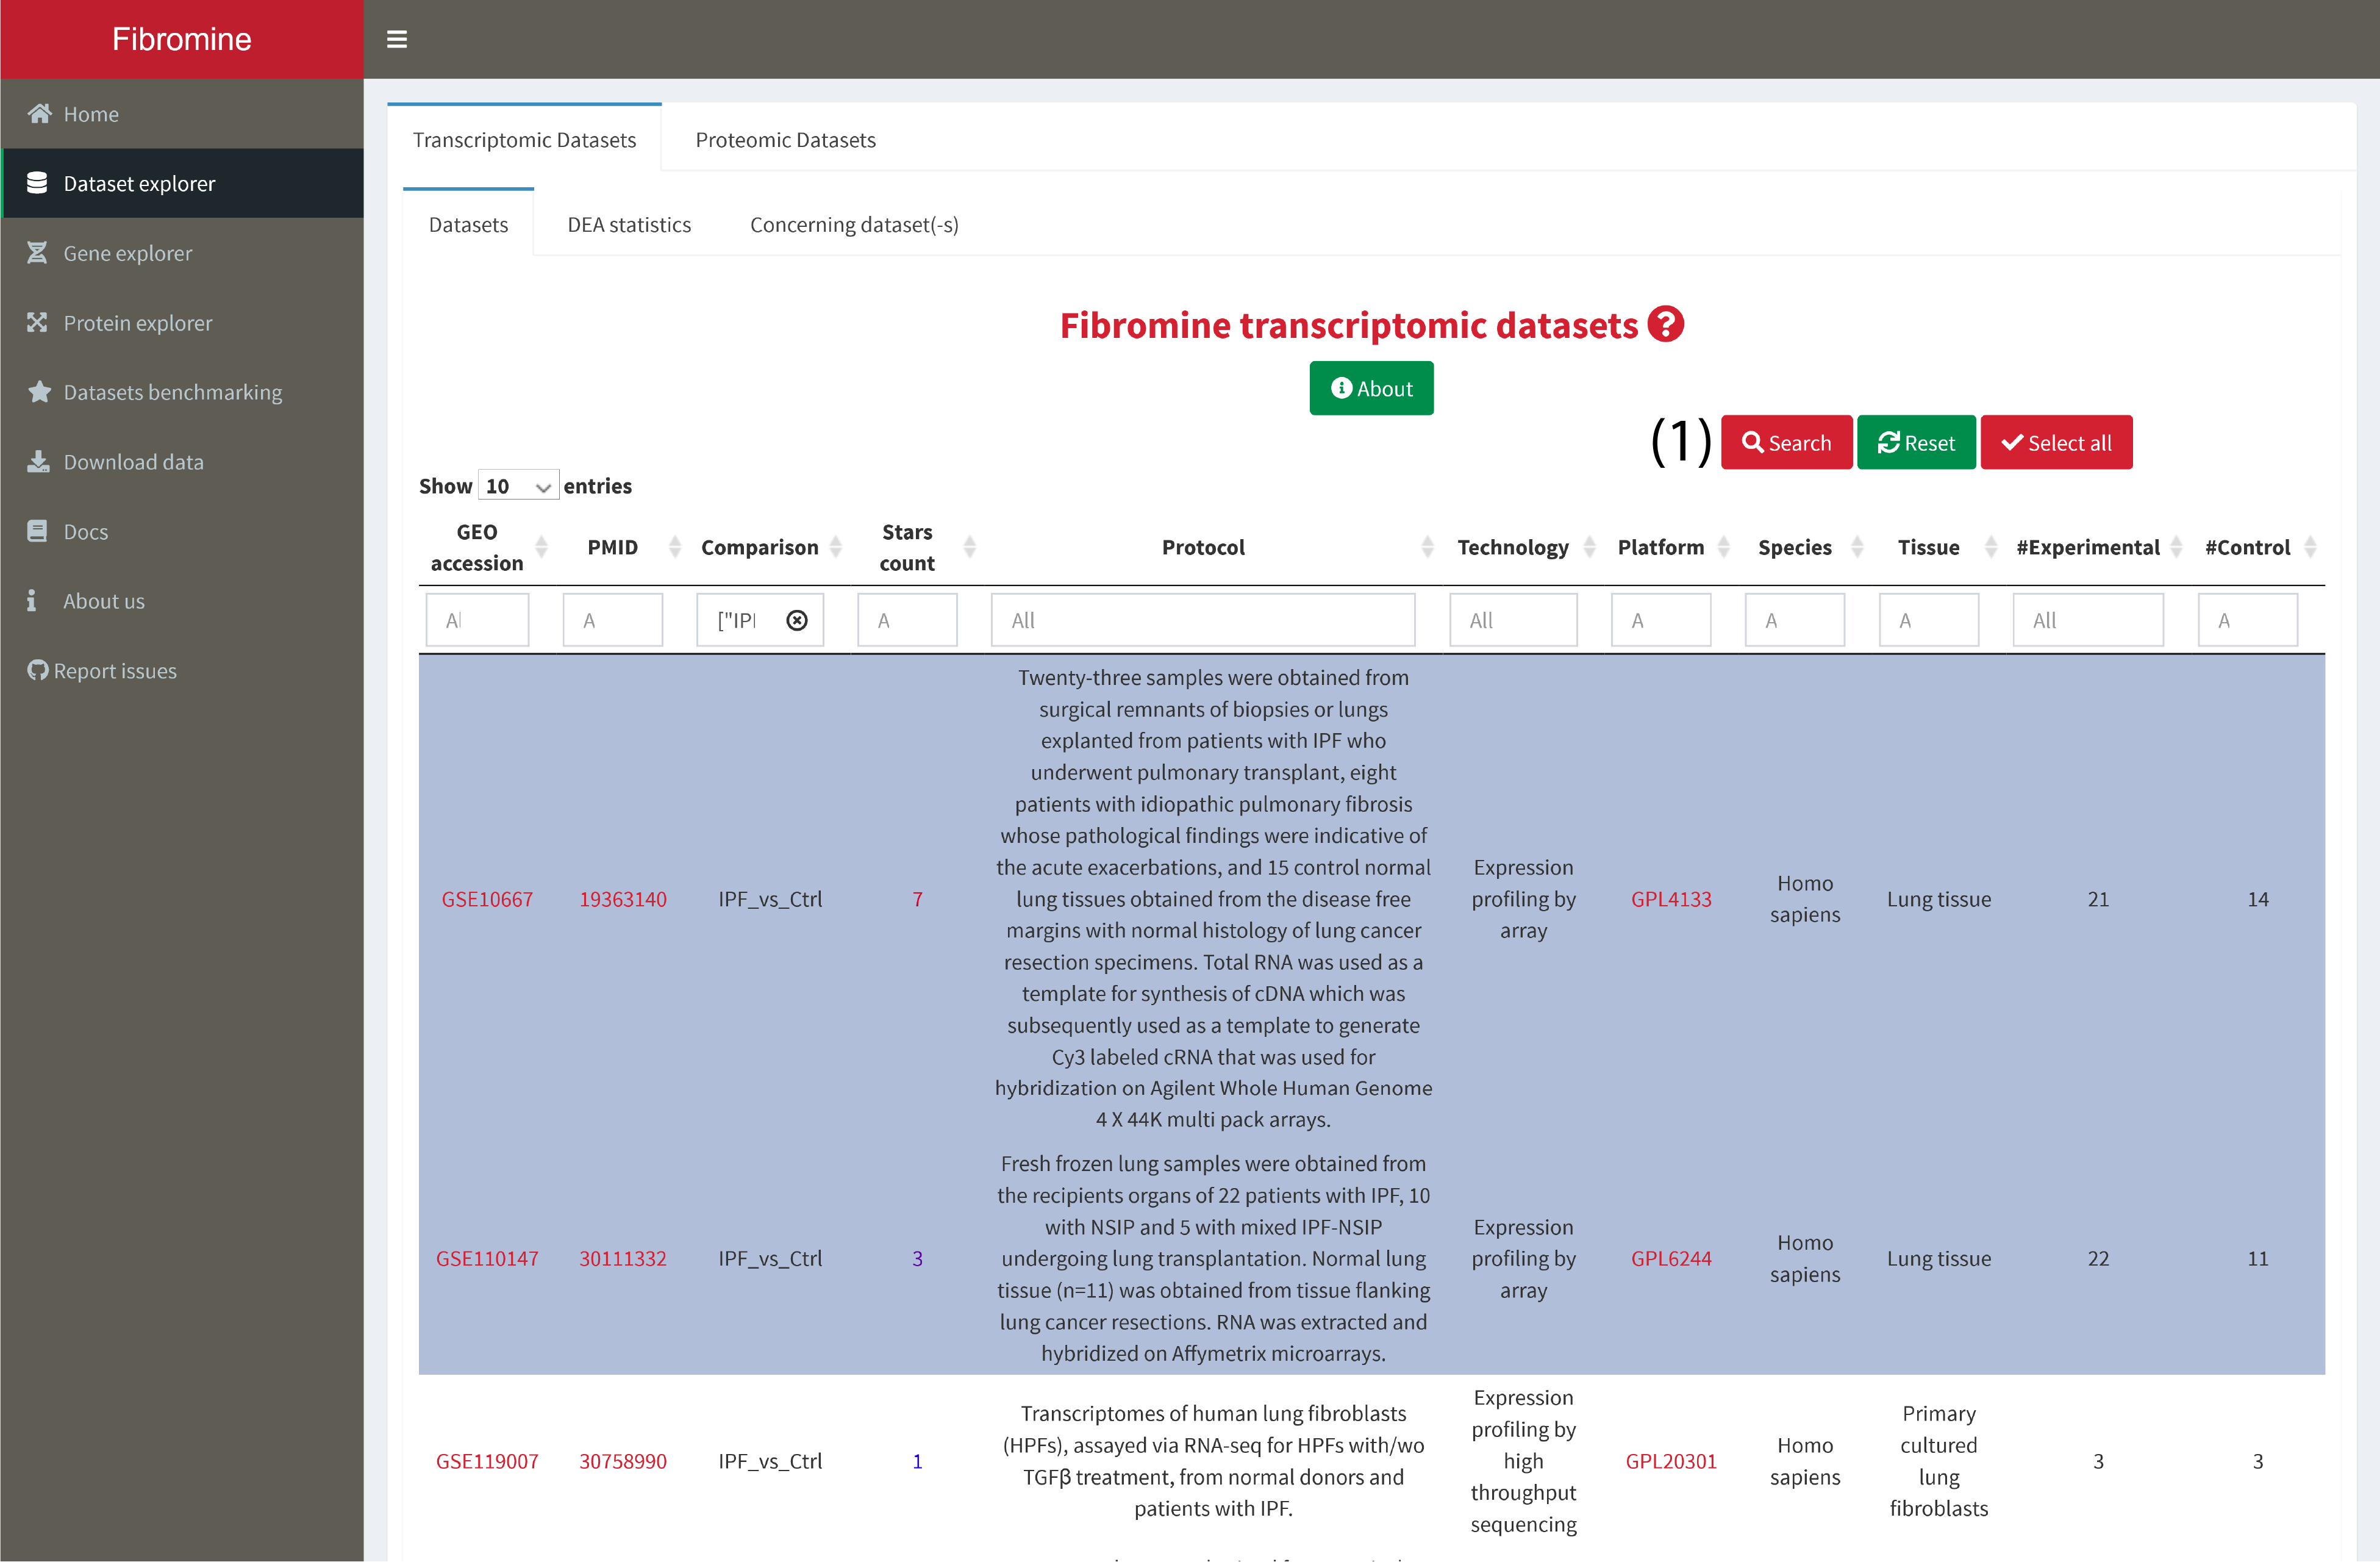 Fibromine
Home
Dataset explorer
Gene explorer
Protein explorer
Datasets benchmarking
Download data
Docs
About us
Report issues
Transcriptomic Datasets
Proteomic Datasets
Datasets
DEA statistics
Concerning dataset(-s)
Fibromine transcriptomic datasets ?
About
(1) Search Reset Select all
Show 10 entries
GEO accession
PMID
Comparison
Stars count
Protocol
Technology
Platform
Species
Tissue
#Experimental
#Control
Al
A
["IPI
A
All
All
A
A
A
All
A
GSE10667
19363140
IPF_vs_Ctrl
7
Twenty-three samples were obtained from
surgical remnants of biopsies or lungs
explanted from patients with IPF who
underwent pulmonary transplant, eight
patients with idiopathic pulmonary fibrosis
whose pathological findings were indicative of
the acute exacerbations, and 15 control normal
lung tissues obtained from the disease free
margins with normal histology of lung cancer
resection specimens. Total RNA was used as a
template for synthesis of cDNA which was
subsequently used as a template to generate
Cy3 labeled cRNA that was used for
hybridization on Agilent Whole Human Genome
4 X 44K multi pack arrays.
Expression
profiling by
array
GPL4133
Homo
sapiens
Lung tissue
21
14
GSE110147
30111332
IPF_vs_Ctrl
3
Fresh frozen lung samples were obtained from
the recipients organs of 22 patients with IPF, 10
with NSIP and 5 with mixed IPF-NSIP
undergoing lung transplantation. Normal lung
tissue (n=11) was obtained from tissue flanking
lung cancer resections. RNA was extracted and
hybridized on Affymetrix microarrays.
Expression
profiling by
array
GPL6244
Homo
sapiens
Lung tissue
22
11
GSE119007
30758990
IPF_vs_Ctrl
1
Transcriptomes of human lung fibroblasts
(HPFs), assayed via RNA-seq for HPFs with/wo
TGFβ treatment, from normal donors and
patients with IPF.
Expression
profiling by
high
throughput
sequencing
GPL20301
Homo
sapiens
Primary
cultured
lung
fibroblasts
3
3